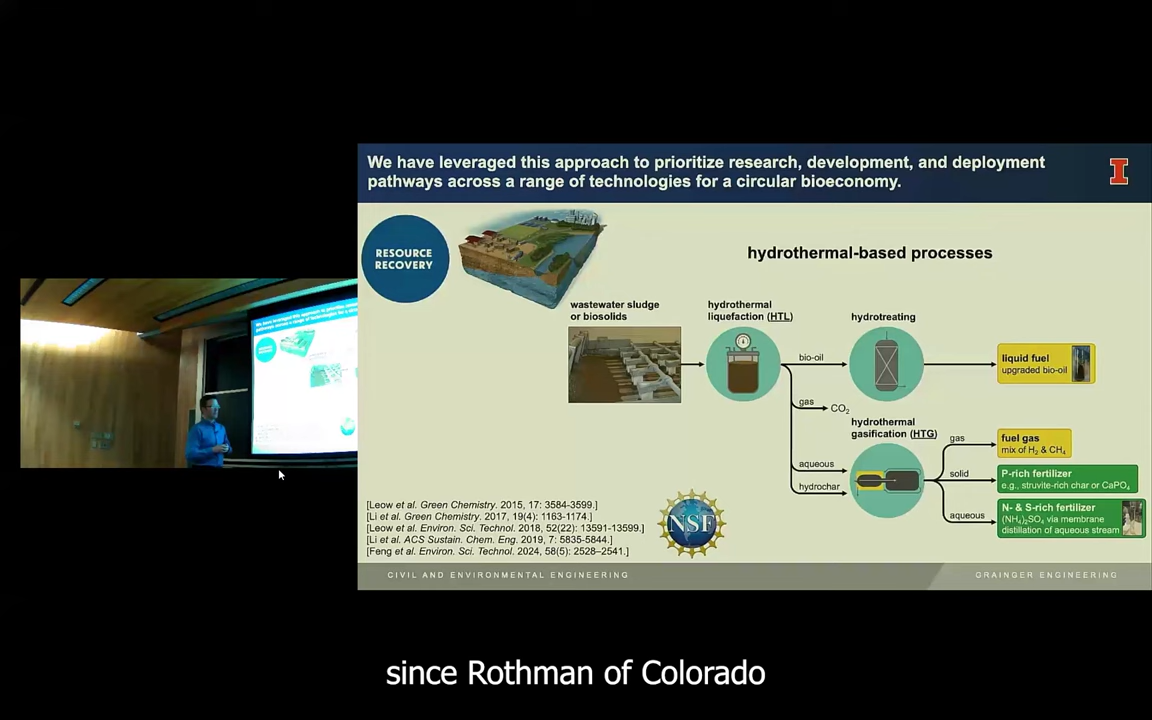 We have leveraged this approach to prioritize research, development, and deployment
pathways across a range of technologies for a circular bioeconomy.
I
RESOURCE
RECOVERY
hydrothermal-based processes
wastewater sludge
or biosolids
hydrothermal
liquefaction (HTL)
hydrotreating
bio-oil
liquid fuel
upgraded bio-oil
gas
CO₂
hydrothermal
gasification (HTG)
aqueous
hydrochar
gas
fuel gas
mix of H₂ & CH₄
solid
P-rich fertilizer
e.g., struvite-rich char or CaPO₄
aqueous
N- & S-rich fertilizer
(NH₄)₂SO₄ via membrane
distillation of aqueous stream
[Leow et al. Green Chemistry. 2015, 17: 3584-3599.]
[Li et al. Green Chemistry. 2017, 19(4): 1163-1174.]
[Leow et al. Environ. Sci. Technol. 2018, 52(22): 13591-13599.]
[Li et al. ACS Sustain. Chem. Eng. 2019, 7: 5835-5844.]
[Feng et al. Environ. Sci. Technol. 2024, 58(5): 2528–2541.]
NSF
CIVIL AND ENVIRONMENTAL ENGINEERING
GRAINGER ENGINEERING
since Rothman of Colorado